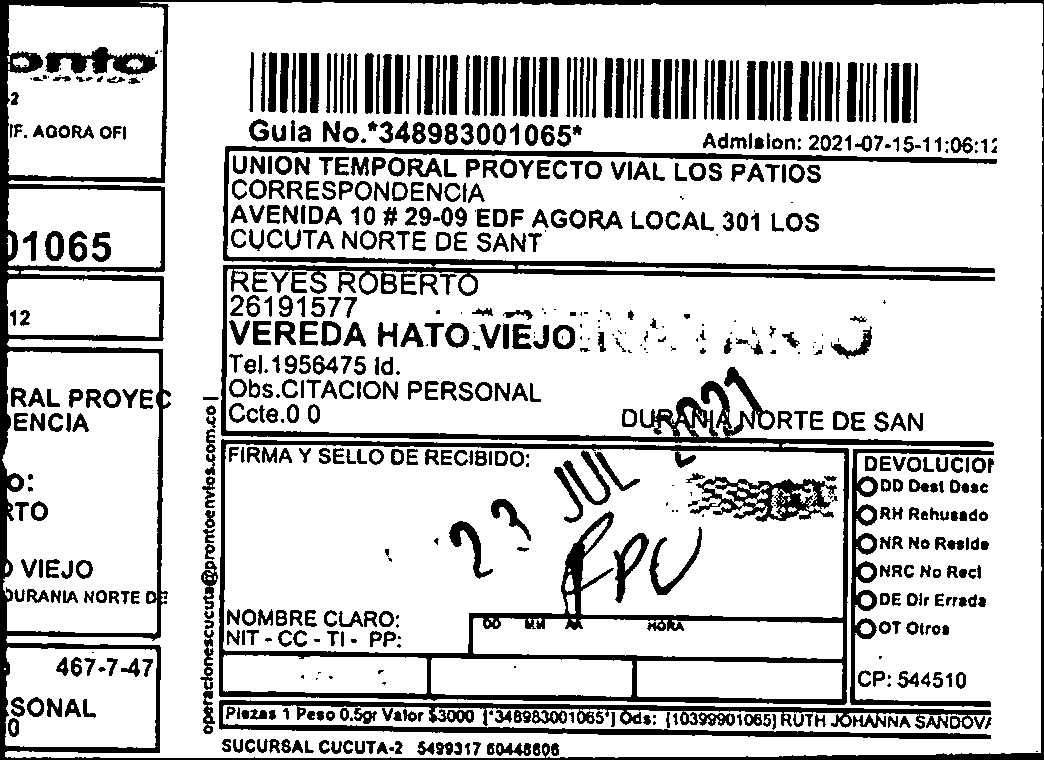 onto
-2
IF. AGORA OFI
01065
12
RAL PROYEC
DENCIA
O:
RTO
O VIEJO
DURANIA NORTE DE
467-7-47
RSONAL
0
Guia No.*348983001065*
Admision: 2021-07-15-11:06:12
UNION TEMPORAL PROYECTO VIAL LOS PATIOS
CORRESPONDENCIA
AVENIDA 10 # 29-09 EDF AGORA LOCAL 301 LOS
CUCUTA NORTE DE SANT
REYES ROBERTO
26191577
VEREDA HATO VIEJO
Tel.1956475 Id.
Obs.CITACION PERSONAL
Ccte.0 0
DURANIA NORTE DE SAN
operacionescucuta@prontoenvios.com.co |
FIRMA Y SELLO DE RECIBIDO:
23 JUL 2021
NOMBRE CLARO:
NIT - CC - TI - PP:
DD MM AA HORA
DEVOLUCION
DD Dest Desc
RH Rehusado
NR No Reside
NRC No Reci
DE Dir Errada
OT Otros
CP: 544510
Piezas 1 Peso 0.5gr Valor $3000 [*348983001065*] Ods: [10399901065] RUTH JOHANNA SANDOVA
SUCURSAL CUCUTA-2 5499317 60448606